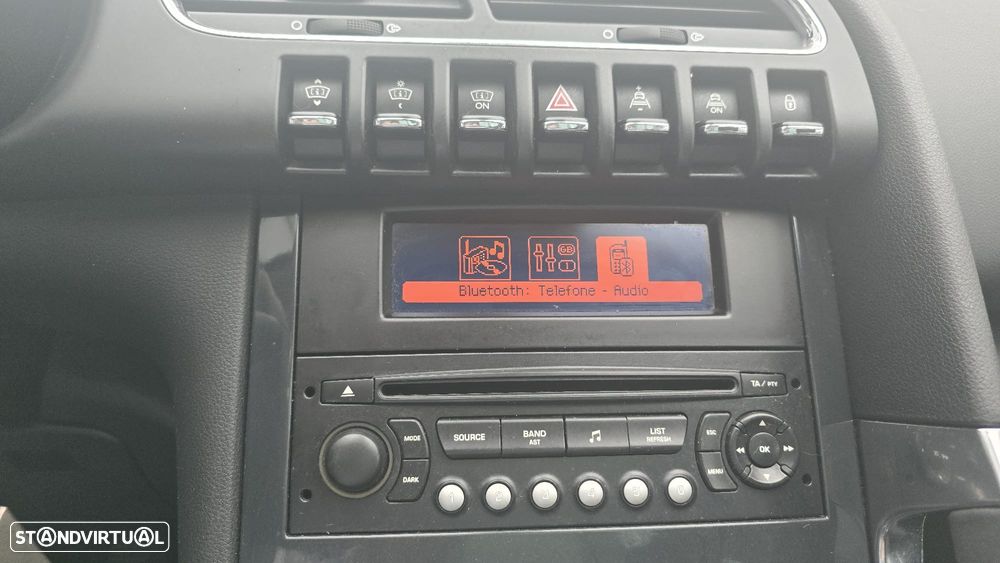 ON
ON
GB
Bluetooth: Telefone - Audio
TA / PTY
MODE
SOURCE
BAND
AST
LIST
REFRESH
ESC
OK
DARK
MENU
1 2 3 4 5 6
STANDVIRTUAL